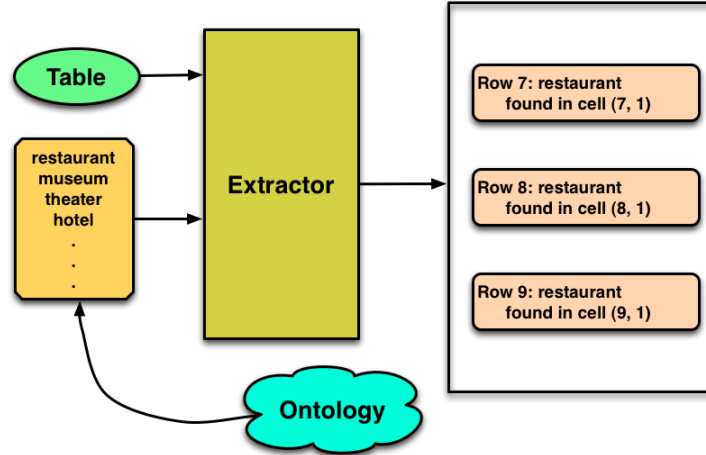 Table
restaurant
museum
theater
hotel
.
.
.
Extractor
Ontology
Row 7: restaurant
found in cell (7, 1)
Row 8: restaurant
found in cell (8, 1)
Row 9: restaurant
found in cell (9, 1)